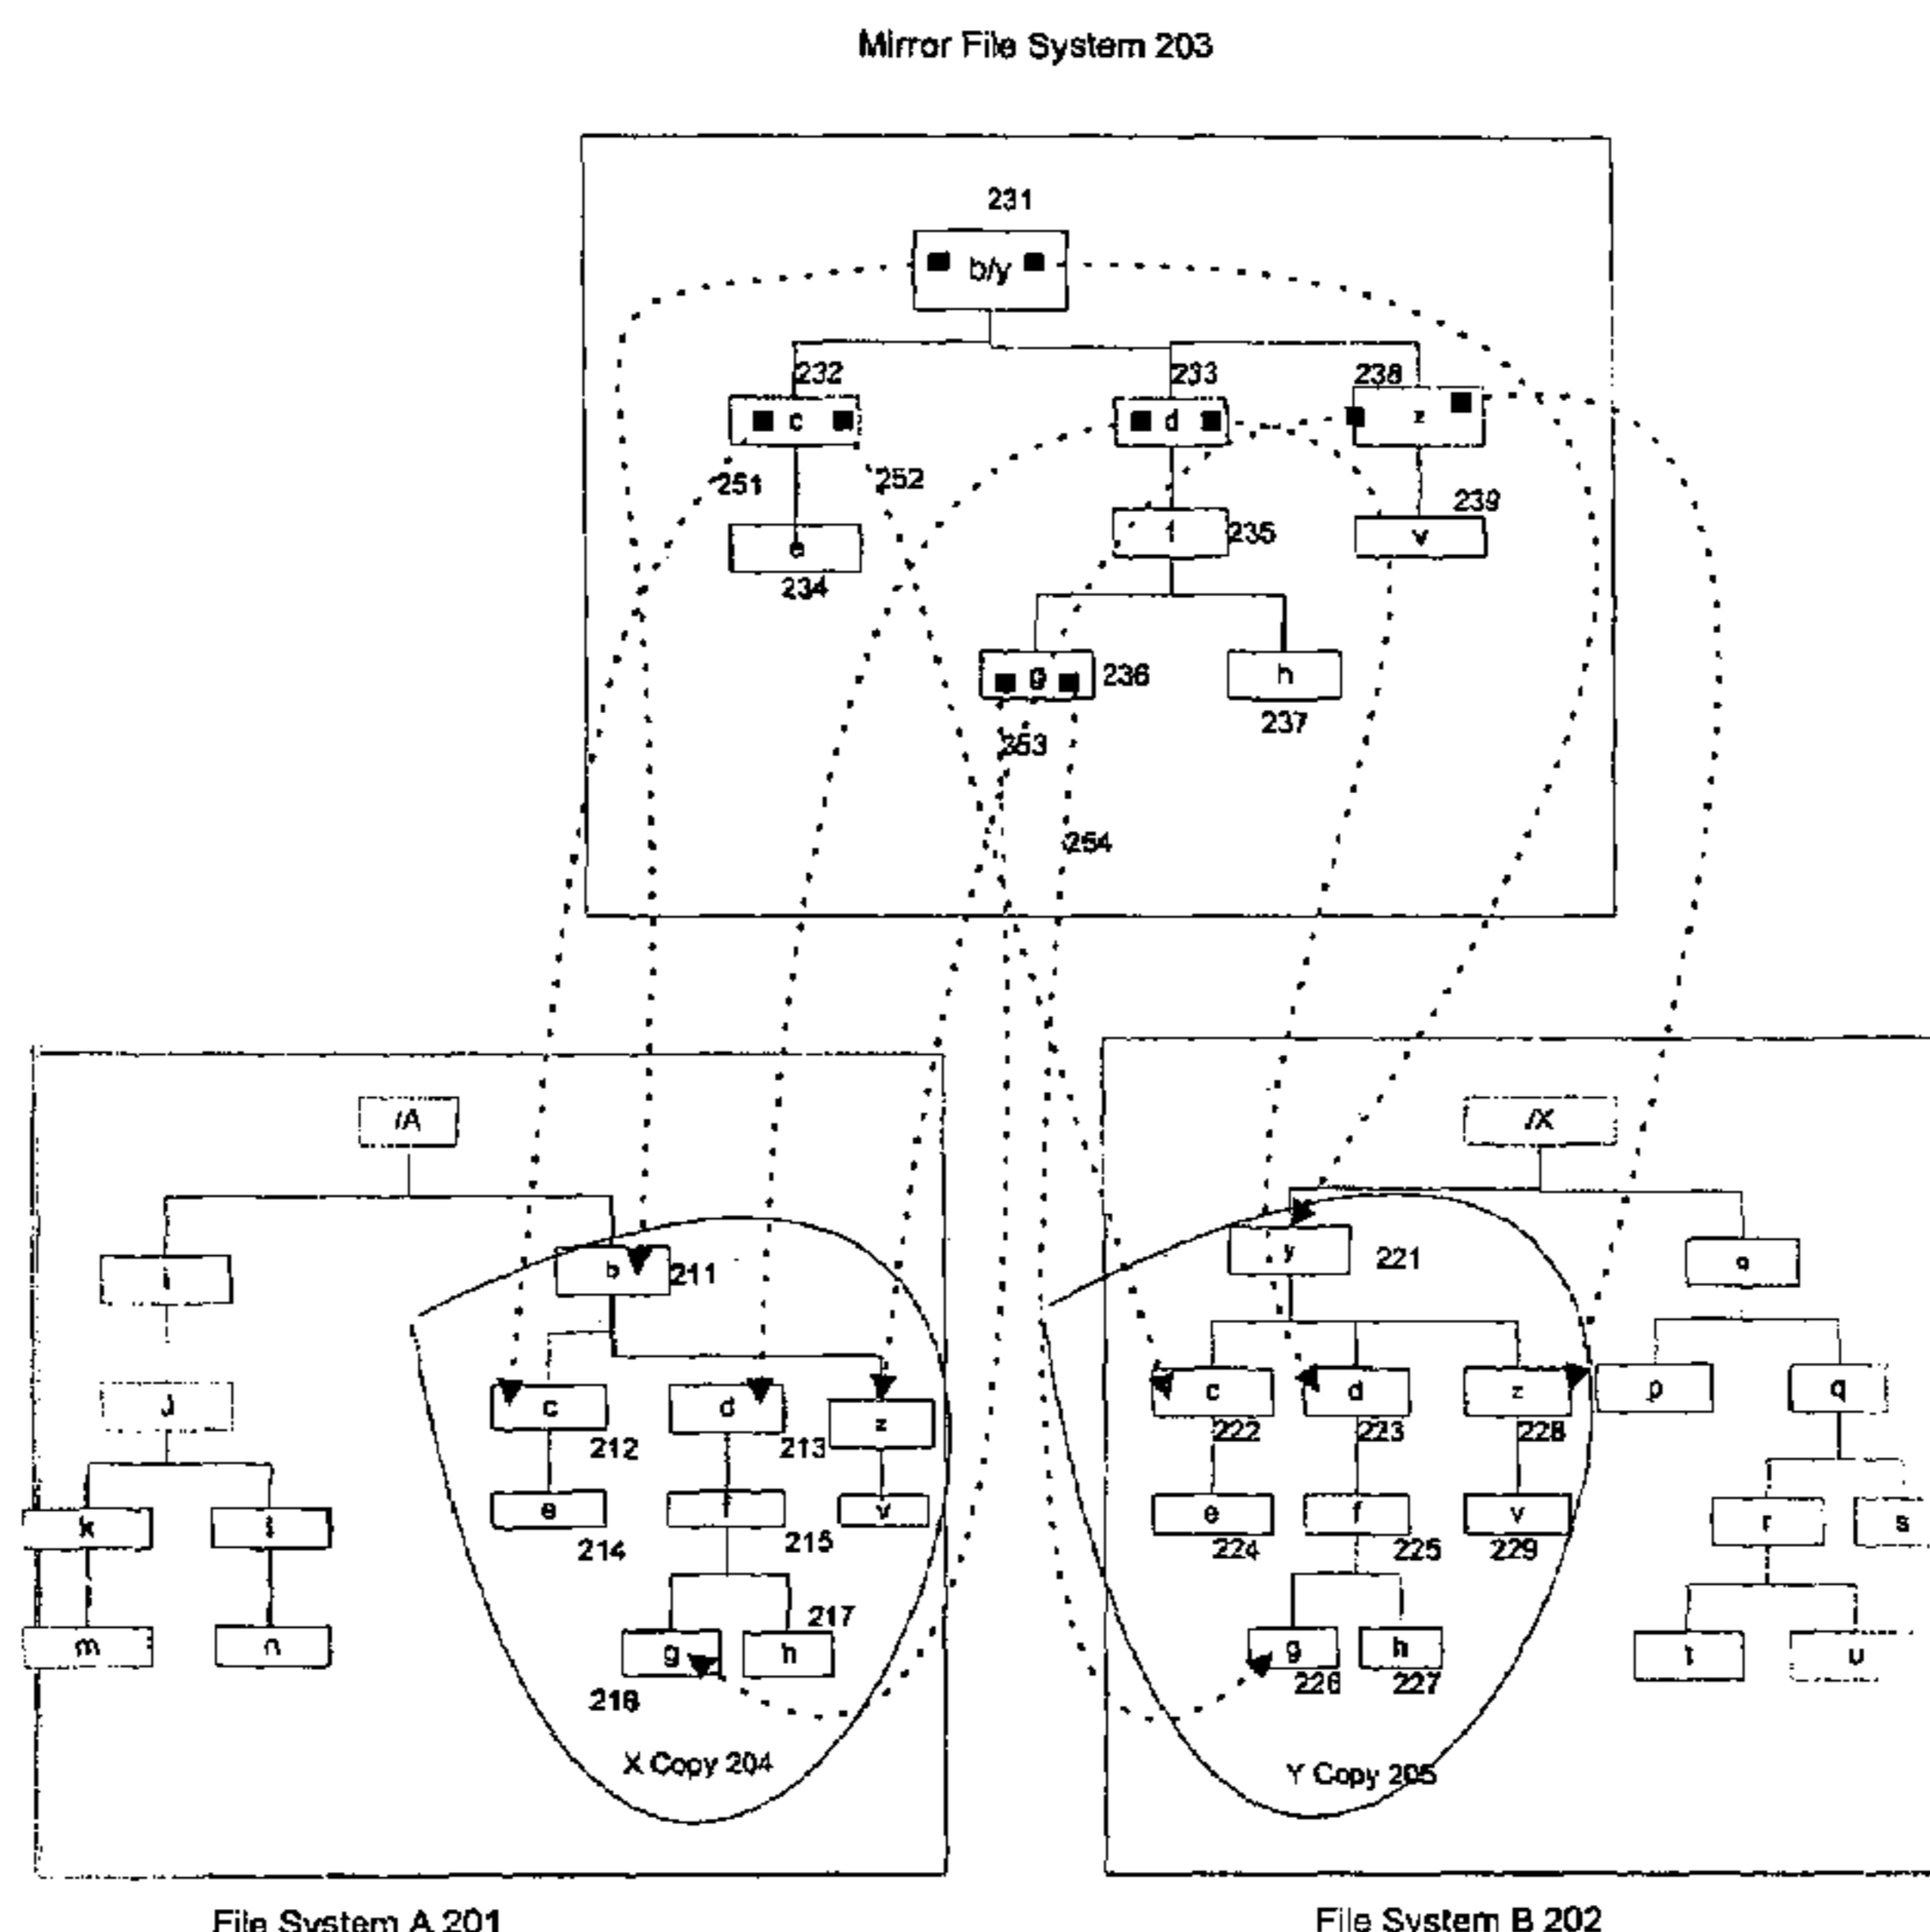 Mirror File System 203
231
b/y
232
233
238
c
d
z
251
252
239
e
f
235
v
234
g
236
h
253
237
254
/A
/X
i
b
211
y
221
o
J
c
d
z
c
d
z
p
q
212
213
222
223
228
k
e
f
v
e
f
v
r
s
214
215
224
225
229
217
m
n
g
h
g
h
t
u
216
226
227
X Copy 204
Y Copy 205
File System A 201
File System B 202